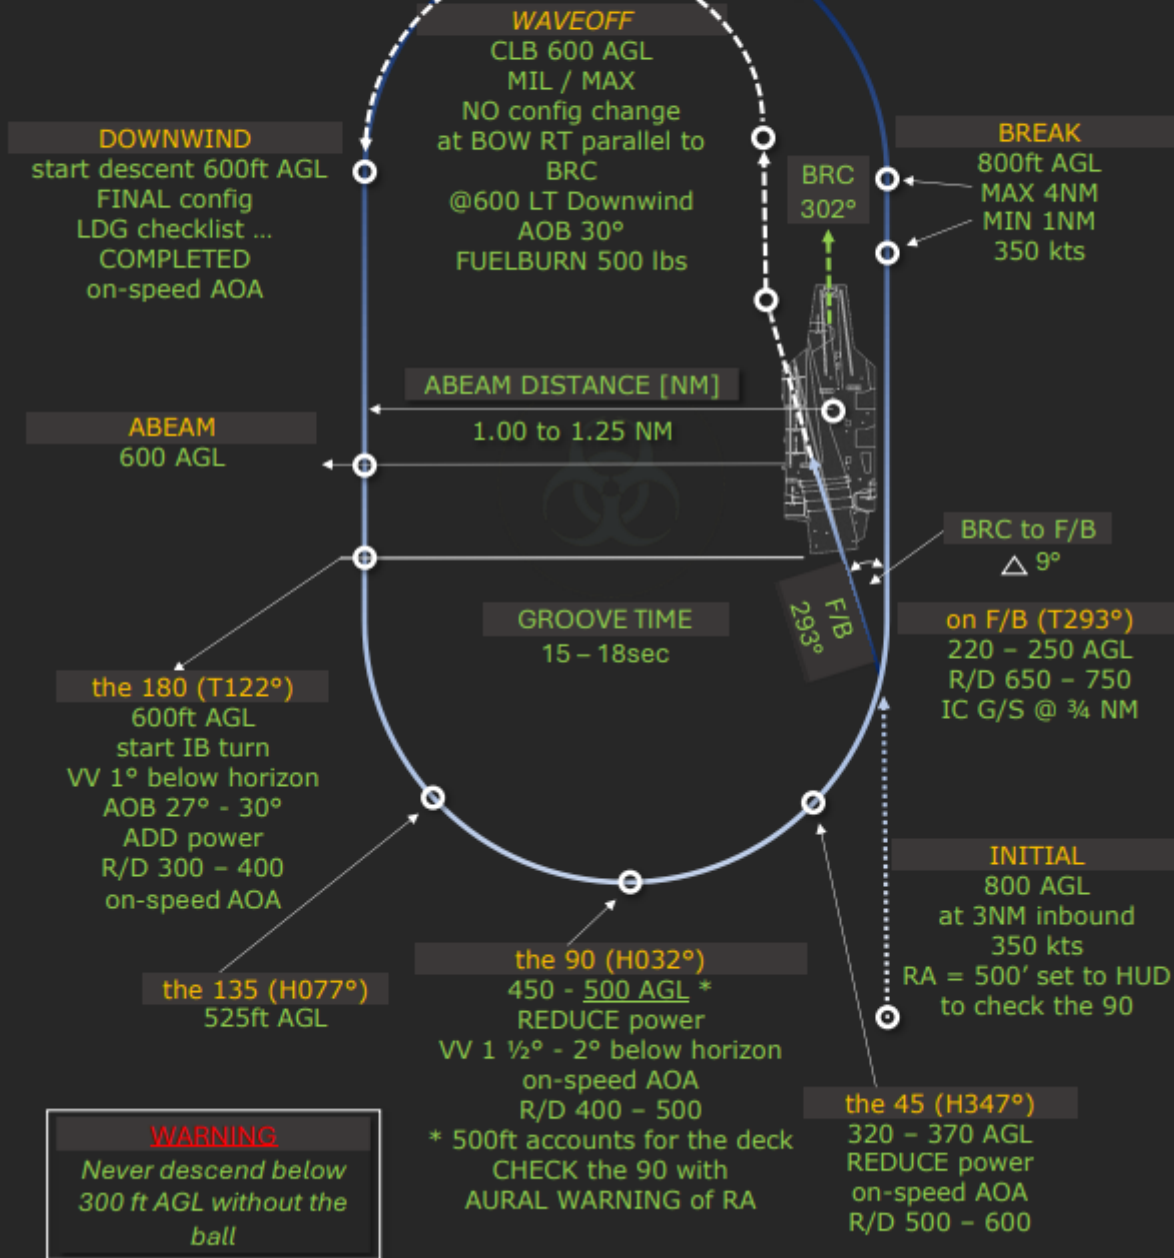 WAVEOFF
CLB 600 AGL
MIL / MAX
NO config change
at BOW RT parallel to
BRC
@600 LT Downwind
AOB 30°
FUELBURN 500 lbs
DOWNWIND
start descent 600ft AGL
FINAL config
LDG checklist ...
COMPLETED
on-speed AOA
BRC
302°
BREAK
800ft AGL
MAX 4NM
MIN 1NM
350 kts
ABEAM DISTANCE [NM]
1.00 to 1.25 NM
ABEAM
600 AGL
BRC to F/B
△ 9°
GROOVE TIME
15 – 18sec
F/B
293°
on F/B (T293°)
220 – 250 AGL
R/D 650 – 750
IC G/S @ ¾ NM
the 180 (T122°)
600ft AGL
start IB turn
VV 1° below horizon
AOB 27° - 30°
ADD power
R/D 300 – 400
on-speed AOA
INITIAL
800 AGL
at 3NM inbound
350 kts
RA = 500’ set to HUD
to check the 90
the 135 (H077°)
525ft AGL
the 90 (H032°)
450 - 500 AGL *
REDUCE power
VV 1 ½° - 2° below horizon
on-speed AOA
R/D 400 – 500
* 500ft accounts for the deck
CHECK the 90 with
AURAL WARNING of RA
the 45 (H347°)
320 – 370 AGL
REDUCE power
on-speed AOA
R/D 500 – 600
WARNING
Never descend below
300 ft AGL without the
ball